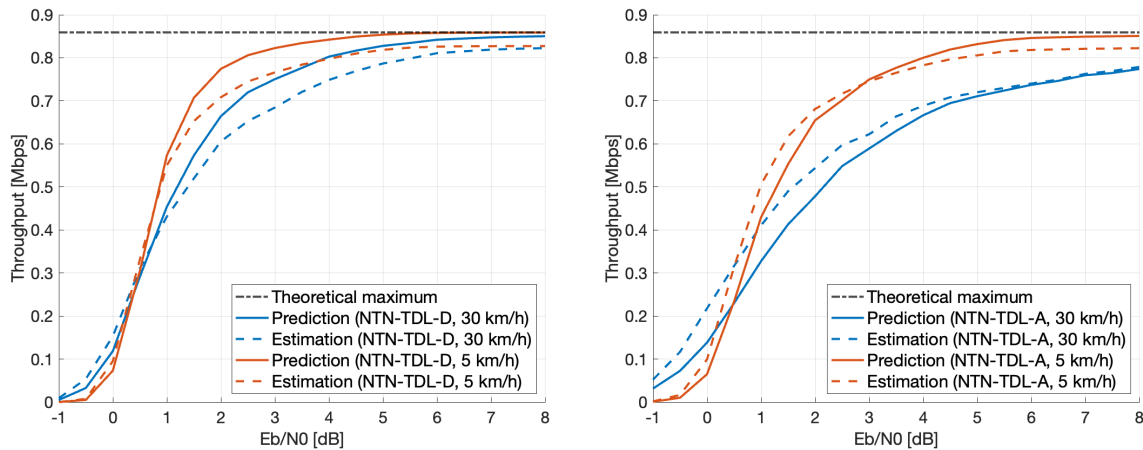 0.9
0.8
0.7
0.6
0.5
0.4
0.3
0.2
0.1
0
Throughput [Mbps]
-1 0 1 2 3 4 5 6 7 8
Eb/N0 [dB]
Theoretical maximum
Prediction (NTN-TDL-D, 30 km/h)
Estimation (NTN-TDL-D, 30 km/h)
Prediction (NTN-TDL-D, 5 km/h)
Estimation (NTN-TDL-D, 5 km/h)
0.9
0.8
0.7
0.6
0.5
0.4
0.3
0.2
0.1
0
Throughput [Mbps]
-1 0 1 2 3 4 5 6 7 8
Eb/N0 [dB]
Theoretical maximum
Prediction (NTN-TDL-A, 30 km/h)
Estimation (NTN-TDL-A, 30 km/h)
Prediction (NTN-TDL-A, 5 km/h)
Estimation (NTN-TDL-A, 5 km/h)